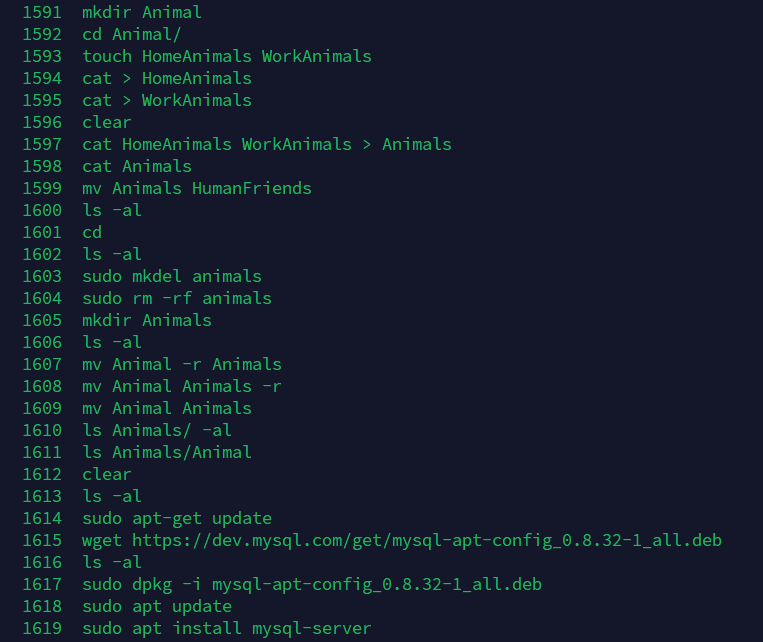 1591 mkdir Animal
1592 cd Animal/
1593 touch HomeAnimals WorkAnimals
1594 cat > HomeAnimals
1595 cat > WorkAnimals
1596 clear
1597 cat HomeAnimals WorkAnimals > Animals
1598 cat Animals
1599 mv Animals HumanFriends
1600 ls -al
1601 cd
1602 ls -al
1603 sudo mkdel animals
1604 sudo rm -rf animals
1605 mkdir Animals
1606 ls -al
1607 mv Animal -r Animals
1608 mv Animal Animals -r
1609 mv Animal Animals
1610 ls Animals/ -al
1611 ls Animals/Animal
1612 clear
1613 ls -al
1614 sudo apt-get update
1615 wget https://dev.mysql.com/get/mysql-apt-config_0.8.32-1_all.deb
1616 ls -al
1617 sudo dpkg -i mysql-apt-config_0.8.32-1_all.deb
1618 sudo apt update
1619 sudo apt install mysql-server